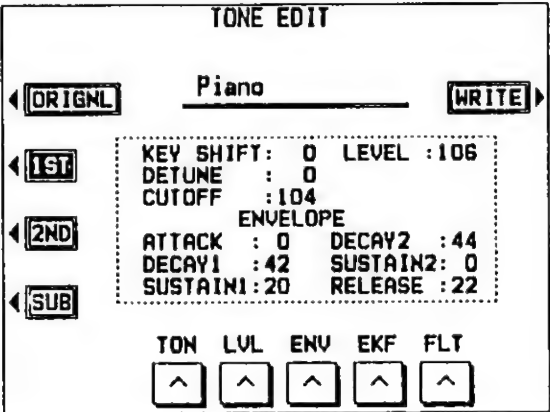 TONE EDIT
ORIGNL
Piano
WRITE
1ST
KEY SHIFT: 0 LEVEL :106
DETUNE : 0
CUTOFF :104
2ND
ENVELOPE
ATTACK : 0 DECAY2 :44
DECAY1 :42 SUSTAIN2: 0
SUSTAIN1:20 RELEASE :22
SUB
TON LVL ENV EKF FLT